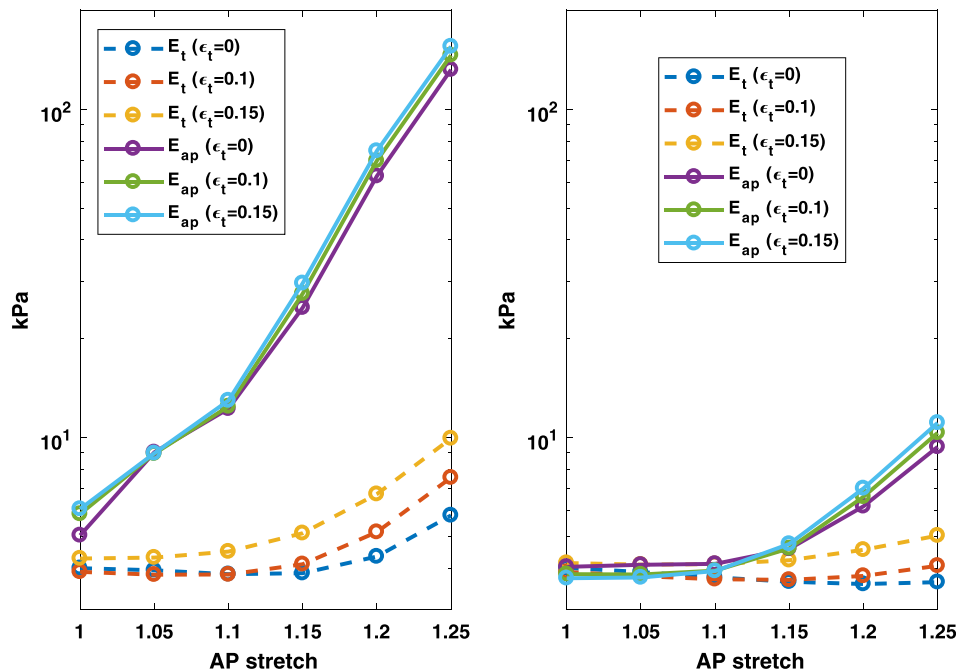 E_t (ϵ_t=0)
E_t (ϵ_t=0.1)
E_t (ϵ_t=0.15)
E_ap (ϵ_t=0)
E_ap (ϵ_t=0.1)
E_ap (ϵ_t=0.15)
10^2
10^1
kPa
1 1.05 1.1 1.15 1.2 1.25
AP stretch
E_t (ϵ_t=0)
E_t (ϵ_t=0.1)
E_t (ϵ_t=0.15)
E_ap (ϵ_t=0)
E_ap (ϵ_t=0.1)
E_ap (ϵ_t=0.15)
10^2
10^1
kPa
1 1.05 1.1 1.15 1.2 1.25
AP stretch